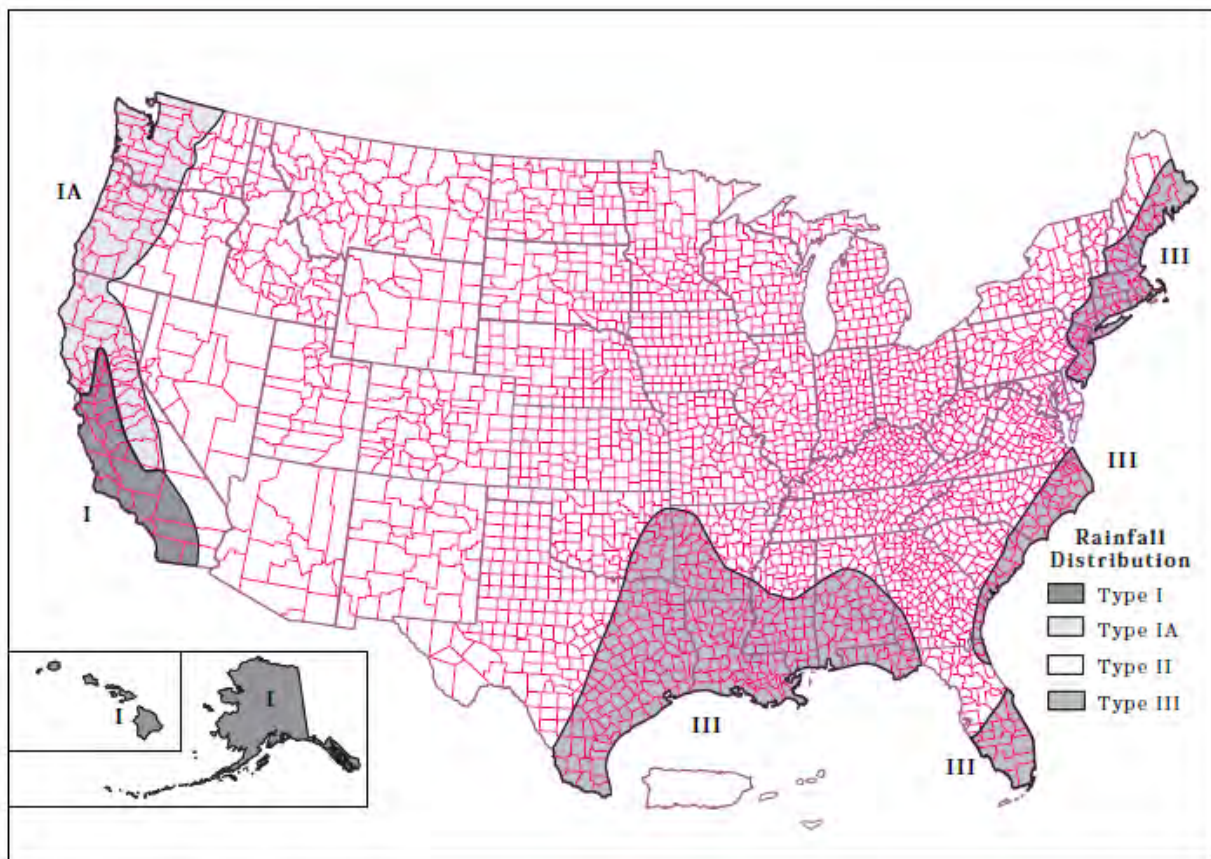 IA
III
III
I
Rainfall
Distribution
Type I
Type IA
Type II
Type III
I
I
III
III